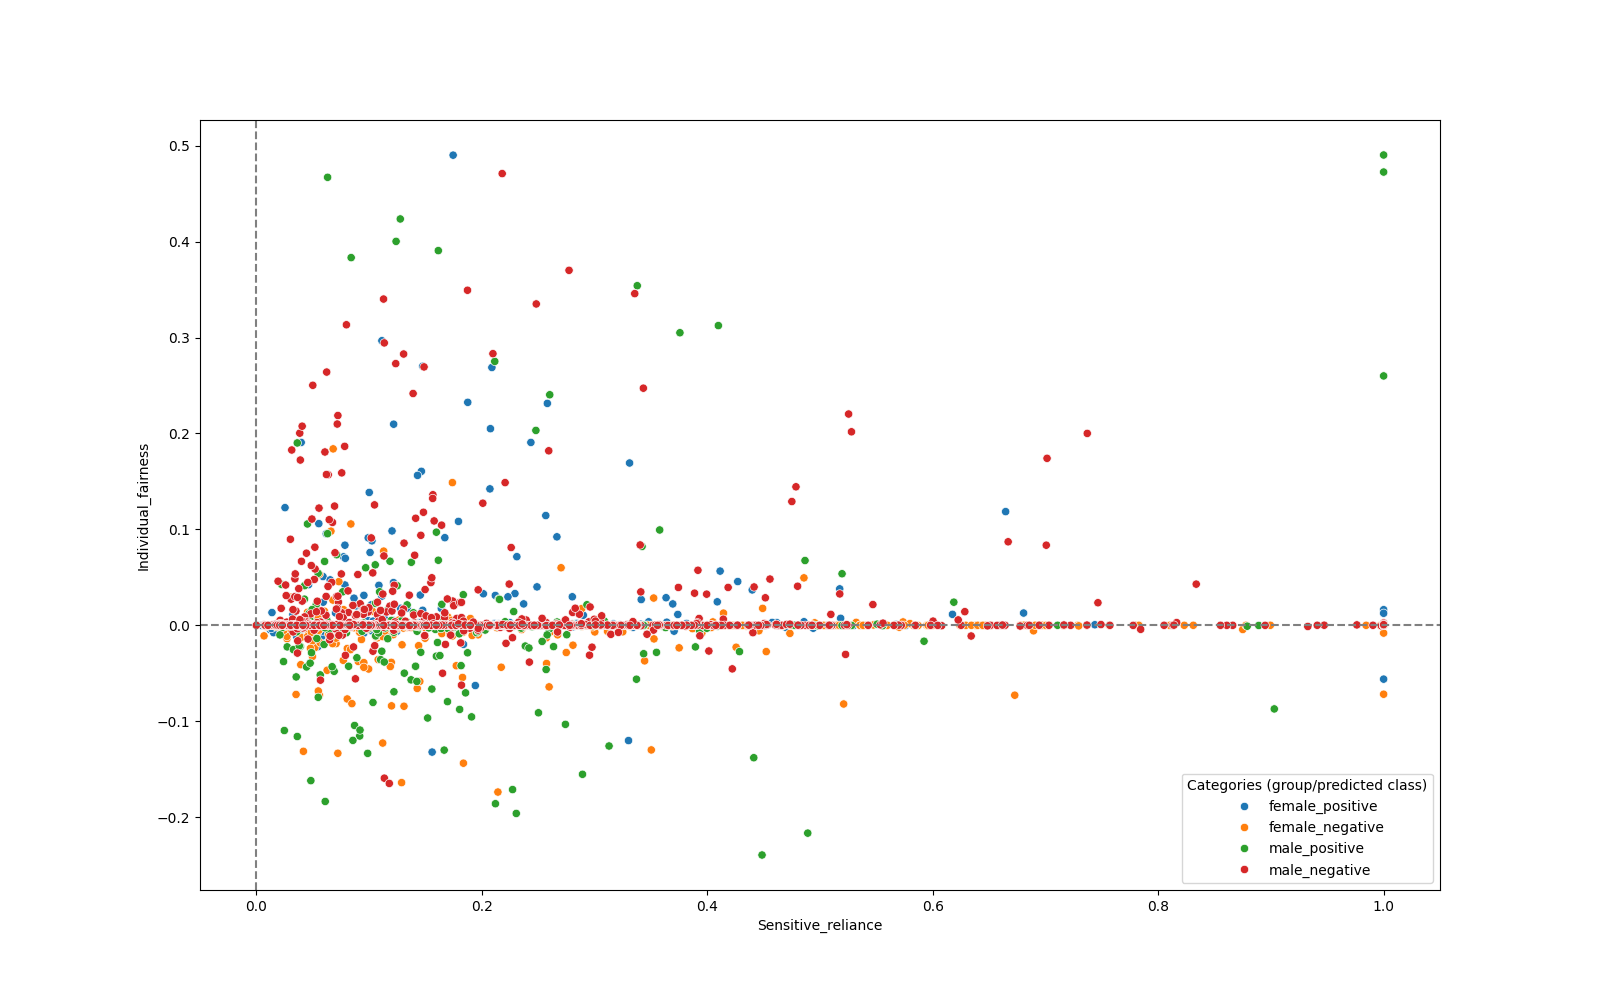 0.5
0.4
0.3
0.2
0.1
0.0
−0.1
−0.2
Individual_fairness
0.0 0.2 0.4 0.6 0.8 1.0
Sensitive_reliance
Categories (group/predicted class)
female_positive
female_negative
male_positive
male_negative